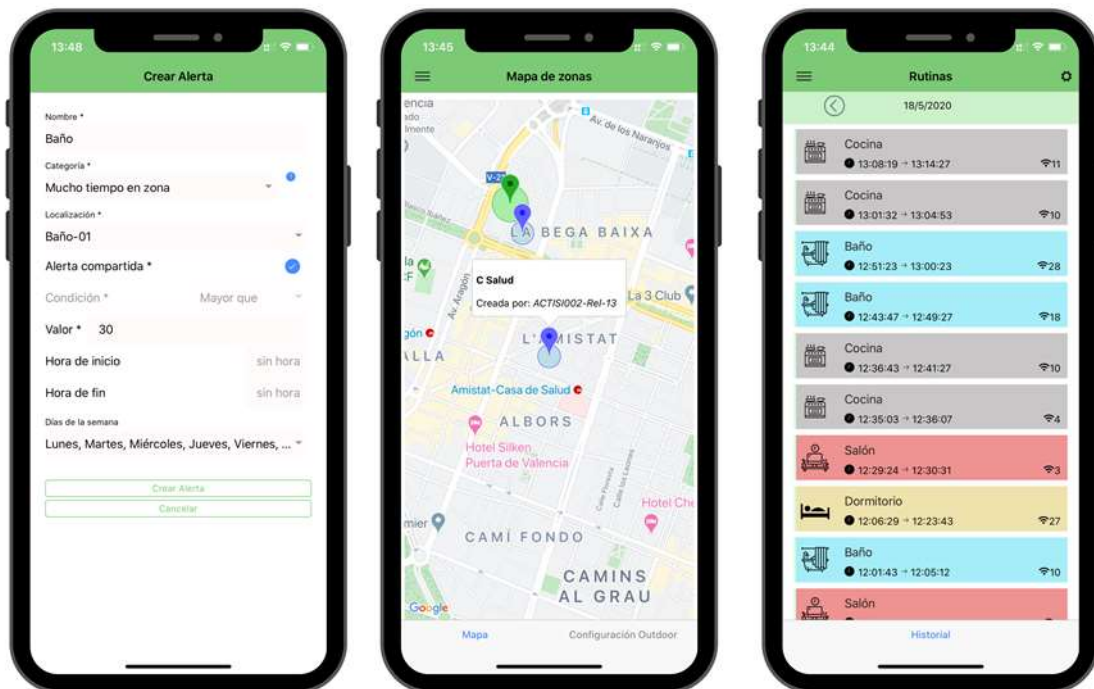 13:48
Crear Alerta
Nombre *
Baño
Categoría *
Mucho tiempo en zona
Localización *
Baño-01
Alerta compartida *
Condición * Mayor que
Valor * 30
Hora de inicio sin hora
Hora de fin sin hora
Días de la semana
Lunes, Martes, Miércoles, Jueves, Viernes, ...
Crear Alerta
Cancelar
13:45
Mapa de zonas
encia
Av. de los Naranjos
LA BEGA BAIXA
C Salud
Creada por: ACTISI002-Rel-13
La 3 Club
Av. Aragón
gón
L'AMISTAT
ALLA
Amistat-Casa de Salud
ALBORS
Hotel Silken
Puerta de Valencia
Hotel Che
mier
CAMÍ FONDO
CAMINS
AL GRAU
Google
Mapa Configuración Outdoor
13:44
Rutinas
18/5/2020
Cocina
13:08:19 → 13:14:27 11
Cocina
13:01:32 → 13:04:53 10
Baño
12:51:23 → 13:00:23 28
Baño
12:43:47 → 12:49:27 18
Cocina
12:36:43 → 12:41:27 10
Cocina
12:35:03 → 12:36:07 4
Salón
12:29:24 → 12:30:31 3
Dormitorio
12:06:29 → 12:23:43 27
Baño
12:01:43 → 12:05:12 10
Salón
Historial